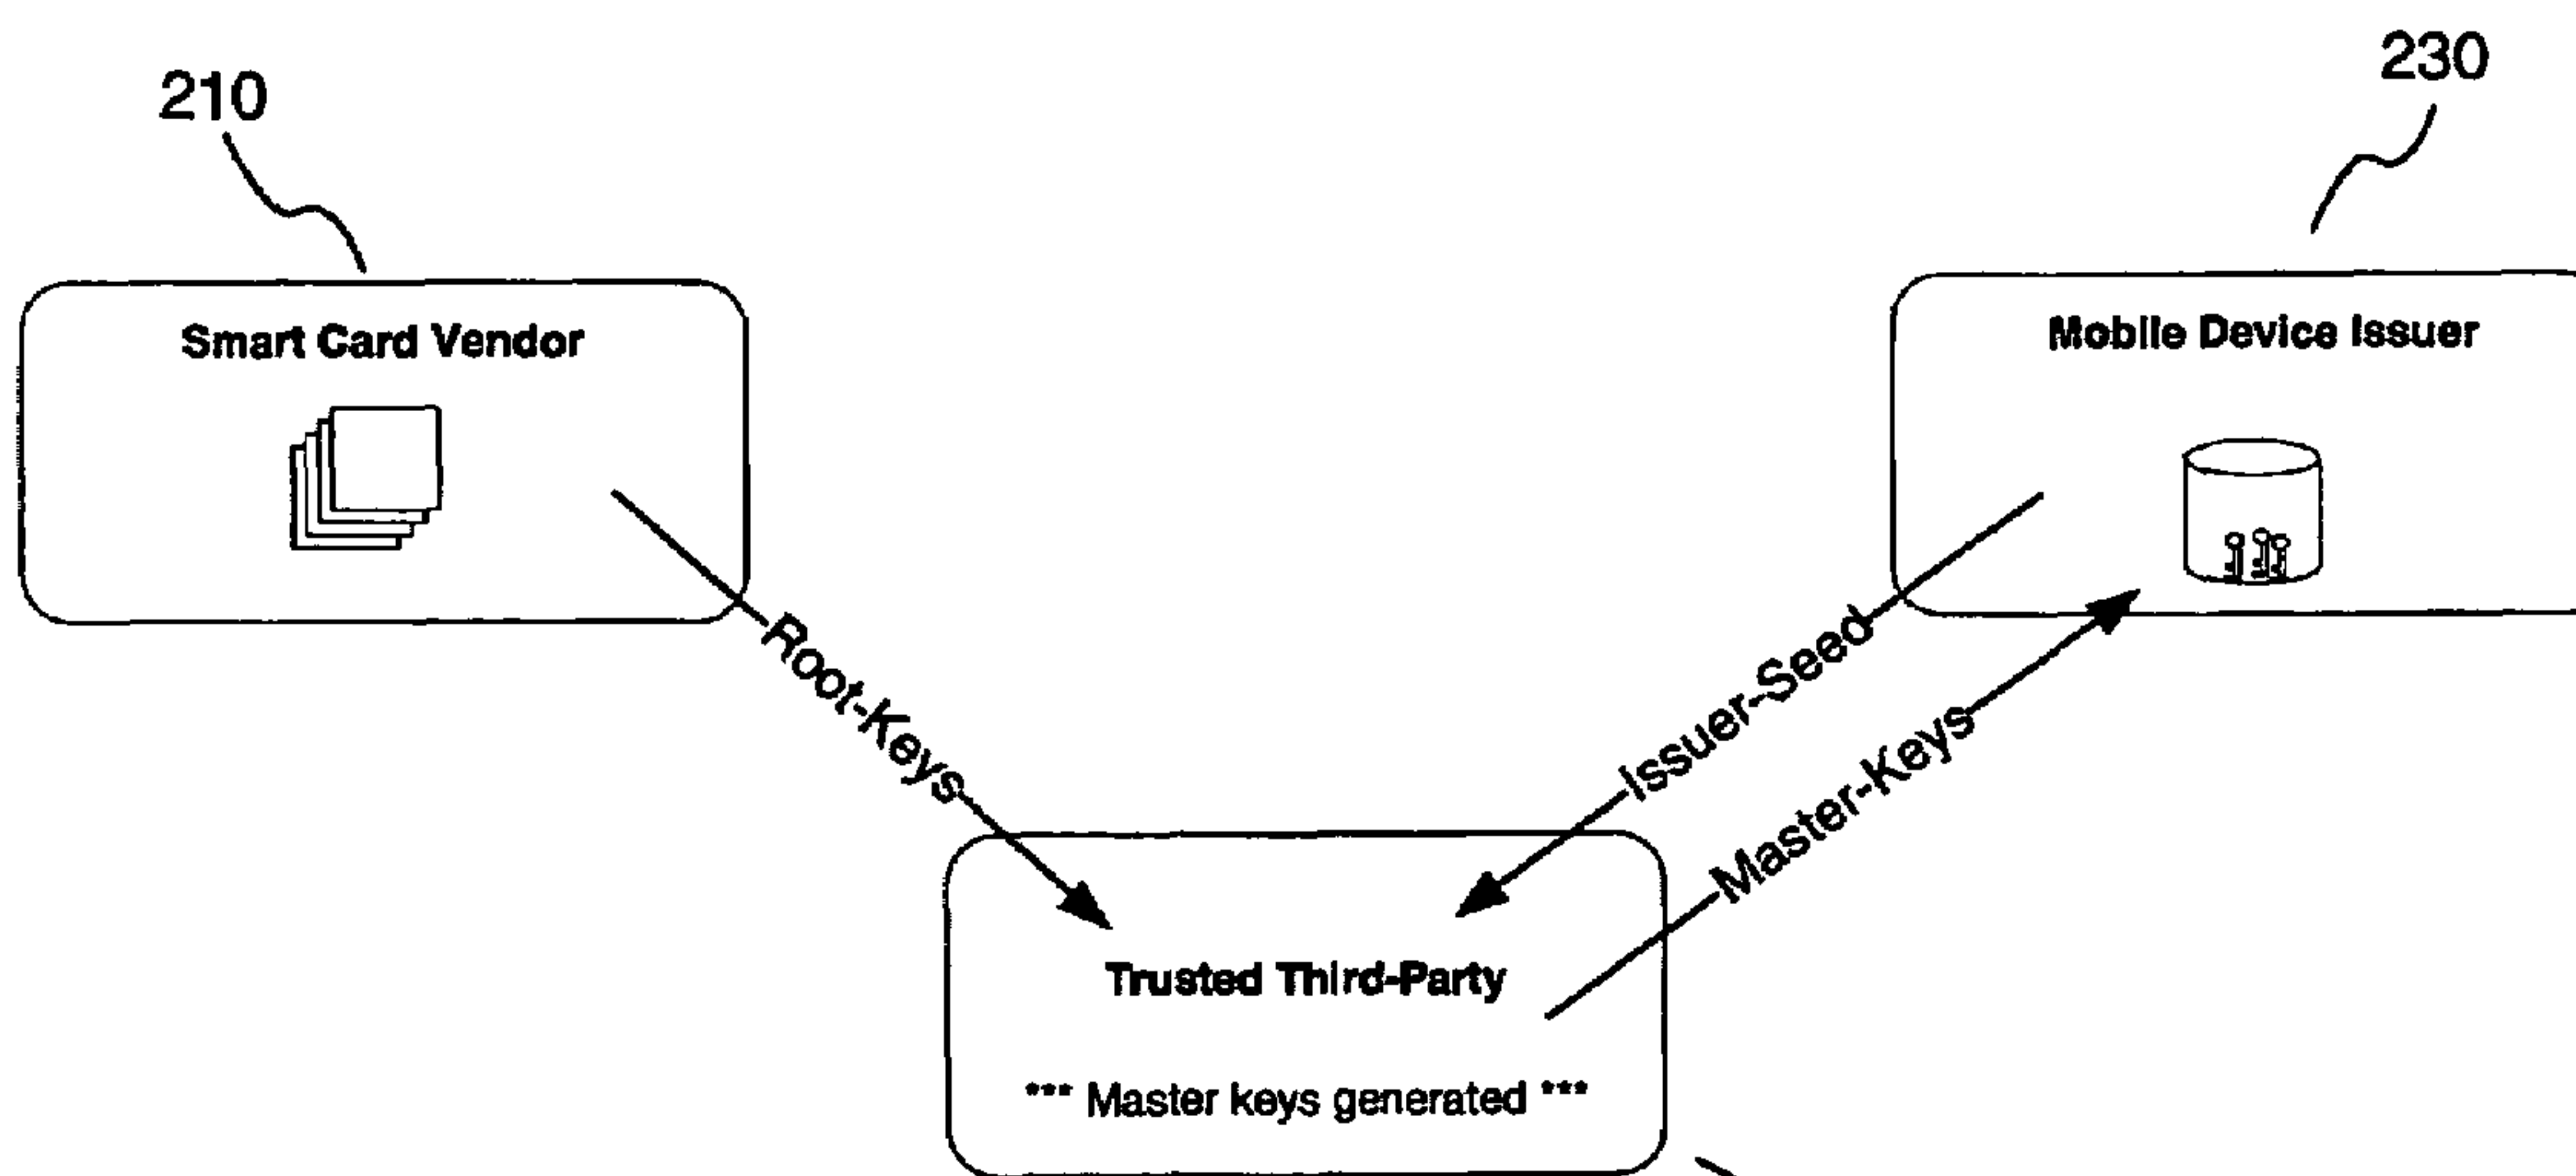 210
230
Smart Card Vendor
Mobile Device Issuer
Root-Keys
Issuer-Seed
Master-Keys
Trusted Third-Party
*** Master keys generated ***